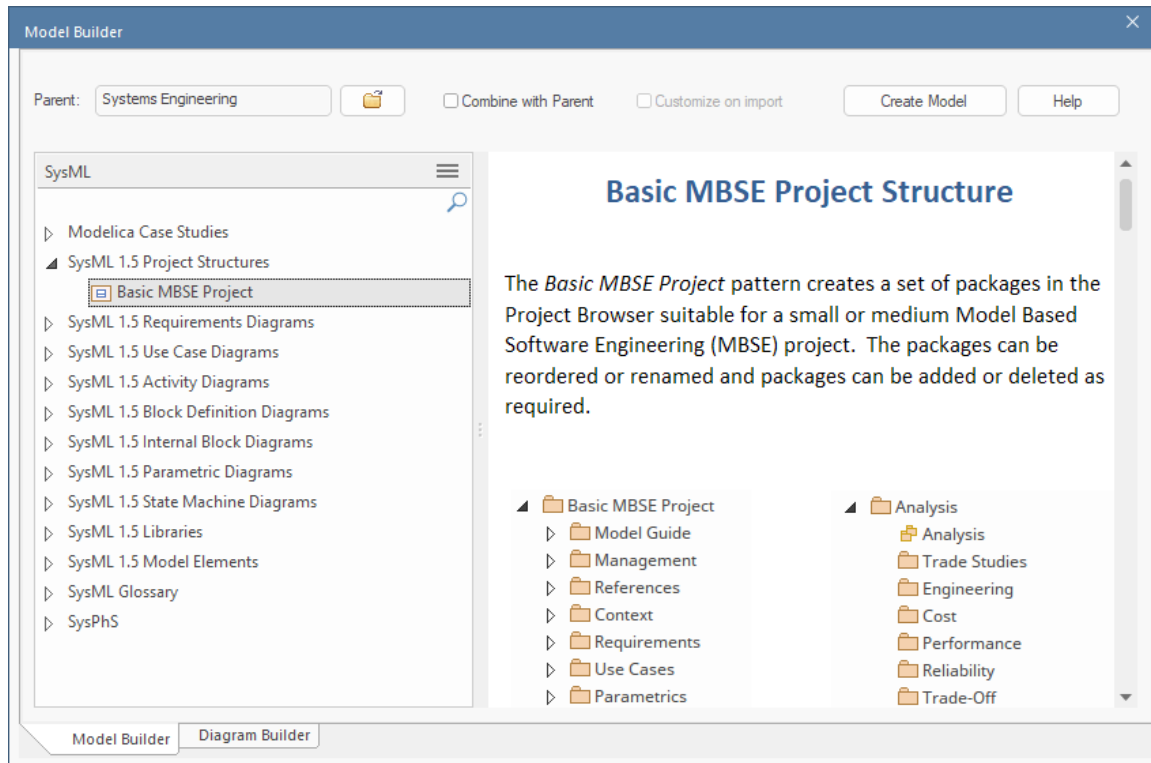 Model Builder
Parent: Systems Engineering Combine with Parent Customize on import Create Model Help
SysML
Modelica Case Studies
SysML 1.5 Project Structures
Basic MBSE Project
SysML 1.5 Requirements Diagrams
SysML 1.5 Use Case Diagrams
SysML 1.5 Activity Diagrams
SysML 1.5 Block Definition Diagrams
SysML 1.5 Internal Block Diagrams
SysML 1.5 Parametric Diagrams
SysML 1.5 State Machine Diagrams
SysML 1.5 Libraries
SysML 1.5 Model Elements
SysML Glossary
SysPhS
Basic MBSE Project Structure
The Basic MBSE Project pattern creates a set of packages in the
Project Browser suitable for a small or medium Model Based
Software Engineering (MBSE) project. The packages can be
reordered or renamed and packages can be added or deleted as
required.
Basic MBSE Project
Model Guide
Management
References
Context
Requirements
Use Cases
Parametrics
Analysis
Analysis
Trade Studies
Engineering
Cost
Performance
Reliability
Trade-Off
Model Builder Diagram Builder